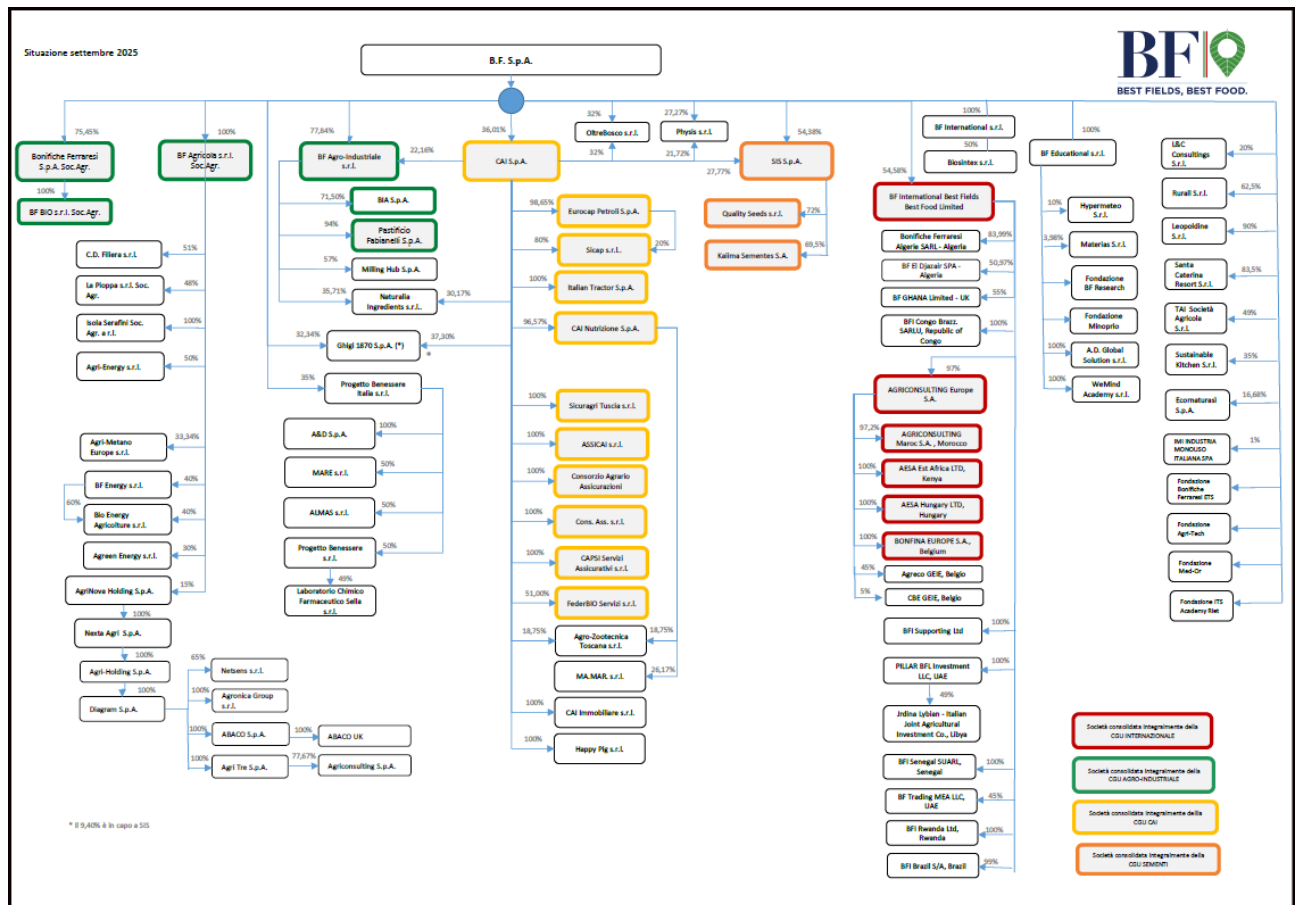 Situazione settembre 2025
B.F. S.p.A.
BF
BEST FIELDS, BEST FOOD.
75,45%
Bonifiche Ferraresi
S.p.A. Soc.Agr.
100%
BF BIO s.r.l. Soc.Agr.
100%
BF Agricola s.r.l.
Soc.Agr.
51%
C.D. Fillera s.r.l.
48%
La Pioppa s.r.l. Soc.
Agr.
100%
Isola Serafini Soc.
Agr. a r.l.
50%
Agri-Energy s.r.l.
33,34%
Agri-Metano
Europe s.r.l.
40%
BF Energy s.r.l.
60%
40%
Bio Energy
Agricolture s.r.l.
30%
Agreen Energy s.r.l.
15%
AgriNova Holding S.p.A.
100%
Nexta Agri S.p.A.
100%
Agri-Holding S.p.A.
100%
Diagram S.p.A.
65%
Netsens s.r.l.
100%
Agronica Group
s.r.l.
100%
ABACO S.p.A.
100%
ABACO UK
100%
Agri Tre S.p.A.
77,67%
Agriconsulting S.p.A.
* Il 9,40% è in capo a SIS
77,84%
BF Agro-Industriale
s.r.l.
22,16%
71,50%
BIA S.p.A.
94%
Pastificio
Fabianelli S.p.A.
57%
Milling Hub S.p.A.
35,71%
Naturalia
Ingredients s.r.l.
30,17%
32,34%
Ghigi 1870 S.p.A. (*)
37,30%
*
35%
Progetto Benessere
Italia s.r.l.
100%
A&D S.p.A.
50%
MARE s.r.l.
50%
ALMAS s.r.l.
50%
Progetto Benessere
s.r.l.
49%
Laboratorio Chimico
Farmaceutico Sella
s.r.l.
36,01%
CAI S.p.A.
98,65%
Eurocap Petroli S.p.A.
80%
Sicap s.r.l.
20%
100%
Italian Tractor S.p.A.
96,57%
CAI Nutrizione S.p.A.
100%
Sicuragri Tuscia s.r.l.
100%
ASSICAI s.r.l.
100%
Consorzio Agrario
Assicurazioni
100%
Cons. Ass. s.r.l.
100%
CAPSI Servizi
Assicurativi s.r.l.
51,00%
FederBIO Servizi s.r.l.
18,75%
Agro-Zootecnica
Toscana s.r.l.
18,75%
MA.MAR. s.r.l.
26,17%
100%
CAI Immobiliare s.r.l.
100%
Happy Pig s.r.l.
32%
OltreBosco s.r.l.
32%
27,27%
Physis s.r.l.
21,72%
54,38%
SIS S.p.A.
27,77%
Quality Seeds s.r.l.
72%
Kalima Sementes S.A.
69,5%
100%
BF International s.r.l.
50%
Biosintex s.r.l.
54,58%
BF International Best Fields
Best Food Limited
Bonifiche Ferraresi
Algerie SARL - Algeria
83,99%
BF El Djazair SPA -
Algeria
50,97%
BF GHANA Limited - UK
55%
BFI Congo Brazz.
SARLU, Republic of
Congo
100%
97%
AGRICONSULTING Europe
S.A.
97,2%
AGRICONSULTING
Maroc S.A. , Morocco
100%
AESA Est Africa LTD,
Kenya
100%
AESA Hungary LTD,
Hungary
100%
BONFINA EUROPE S.A.,
Belgium
45%
Agreco GEIE, Belgio
5%
CBE GEIE, Belgio
BFI Supporting Ltd
100%
PILLAR BFL Investment
LLC, UAE
100%
49%
Jrdina Lybian - Italian
Joint Agricultural
Investment Co., Libya
BFI Senegal SUARL,
Senegal
100%
BF Trading MEA LLC,
UAE
45%
BFI Rwanda Ltd,
Rwanda
100%
BFI Brazil S/A, Brazil
99%
100%
BF Educational s.r.l.
10%
Hypermeteo
S.r.l.
3,98%
Materias S.r.l.
Fondazione
BF Research
Fondazione
Minoprio
100%
A.D. Global
Solution s.r.l.
100%
WeMind
Academy s.r.l.
L&C
Consultings
S.r.l.
20%
Rurall S.r.l.
62,5%
Leopoldine
S.r.l.
90%
Santa
Caterina
Resort S.r.l.
83,5%
TAI Società
Agricola
S.r.l.
49%
Sustainable
Kitchen S.r.l.
35%
Ecornaturasì
S.p.A.
16,68%
IMI INDUSTRIA
MONOUSO
ITALIANA SPA
1%
Fondazione
Bonifiche
Ferraresi ETS
Fondazione
Agri-Tech
Fondazione
Med-Or
Fondazione ITS
Academy Riet
Società consolidata integralmente della
CGU INTERNAZIONALE
Società consolidata integralmente della
CGU AGRO-INDUSTRIALE
Società consolidata integralmente della
CGU CAI
Società consolidata integralmente della
CGU SEMENTI